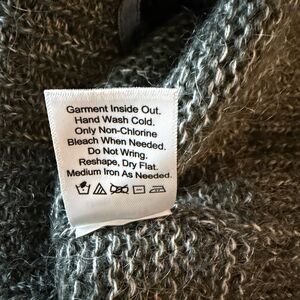 Garment Inside Out.
Hand Wash Cold.
Only Non-Chlorine
Bleach When Needed.
Do Not Wring.
Reshape, Dry Flat.
Medium Iron As Needed.